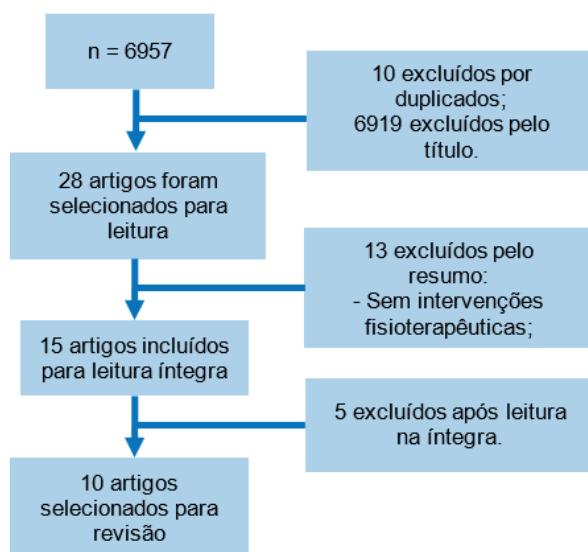 n = 6957
10 excluídos por
duplicados;
6919 excluídos pelo
título.
28 artigos foram
selecionados para
leitura
13 excluídos pelo
resumo:
- Sem intervenções
fisioterapêuticas;
15 artigos incluídos
para leitura íntegra
5 excluídos após leitura
na íntegra.
10 artigos
selecionados para
revisão